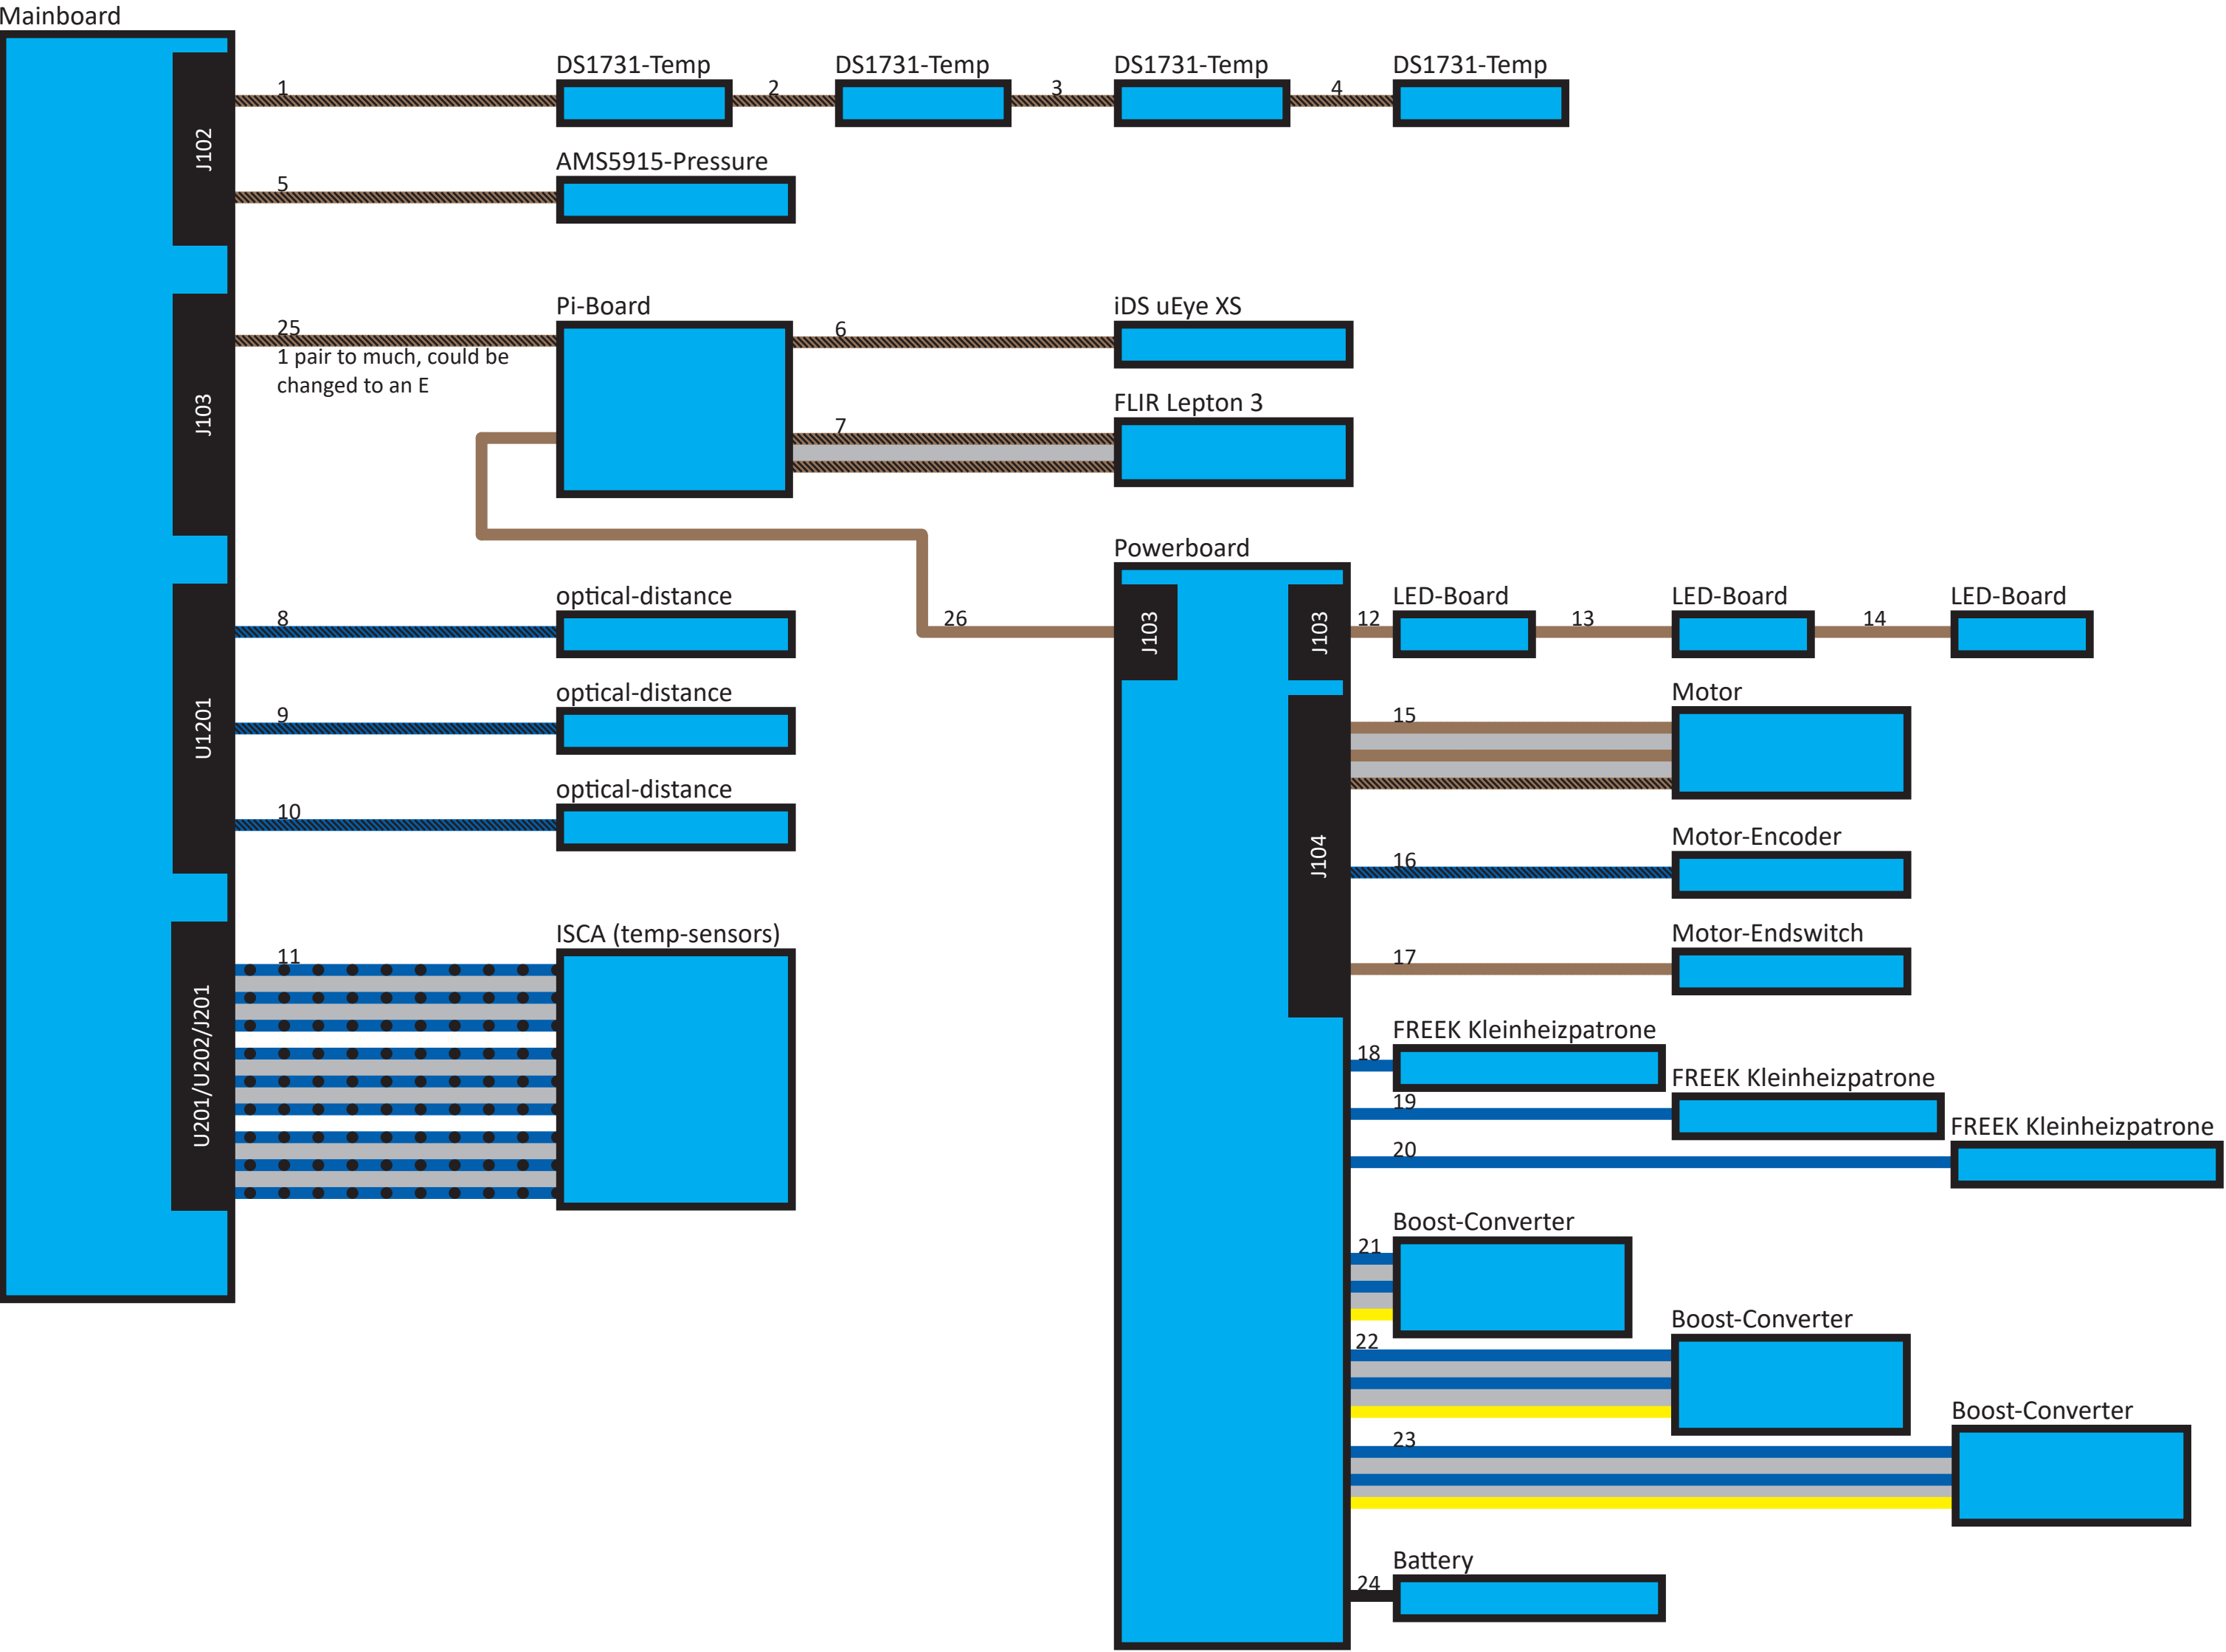 Mainboard
DS1731-Temp
DS1731-Temp
DS1731-Temp
DS1731-Temp
1
2
3
4
J102
AMS5915-Pressure
5
Pi-Board
iDS uEye XS
25
6
1 pair to much, could be
changed to an E
J103
FLIR Lepton 3
7
Powerboard
optical-distance
LED-Board
LED-Board
LED-Board
8
26
J103
J103
12
13
14
U1201
optical-distance
9
Motor
15
optical-distance
10
Motor-Encoder
J104
16
ISCA (temp-sensors)
Motor-Endswitch
11
17
U201/U202/J201
FREEK Kleinheizpatrone
18
FREEK Kleinheizpatrone
19
FREEK Kleinheizpatrone
20
Boost-Converter
21
Boost-Converter
22
Boost-Converter
23
Battery
24